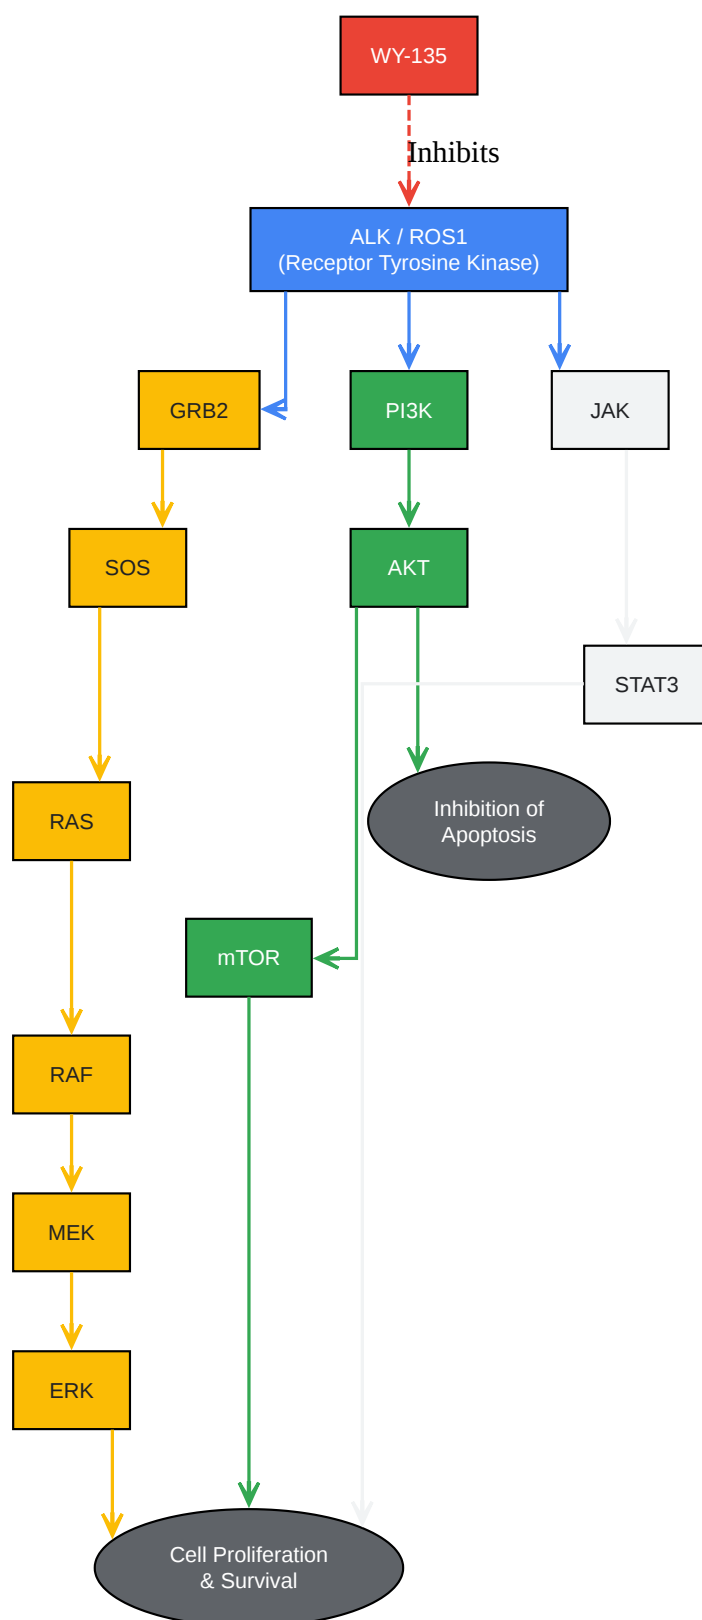 WY-135
Inhibits
ALK / ROS1
(Receptor Tyrosine Kinase)
GRB2
PI3K
JAK
SOS
AKT
STAT3
RAS
Inhibition of
Apoptosis
mTOR
RAF
MEK
ERK
Cell Proliferation
& Survival